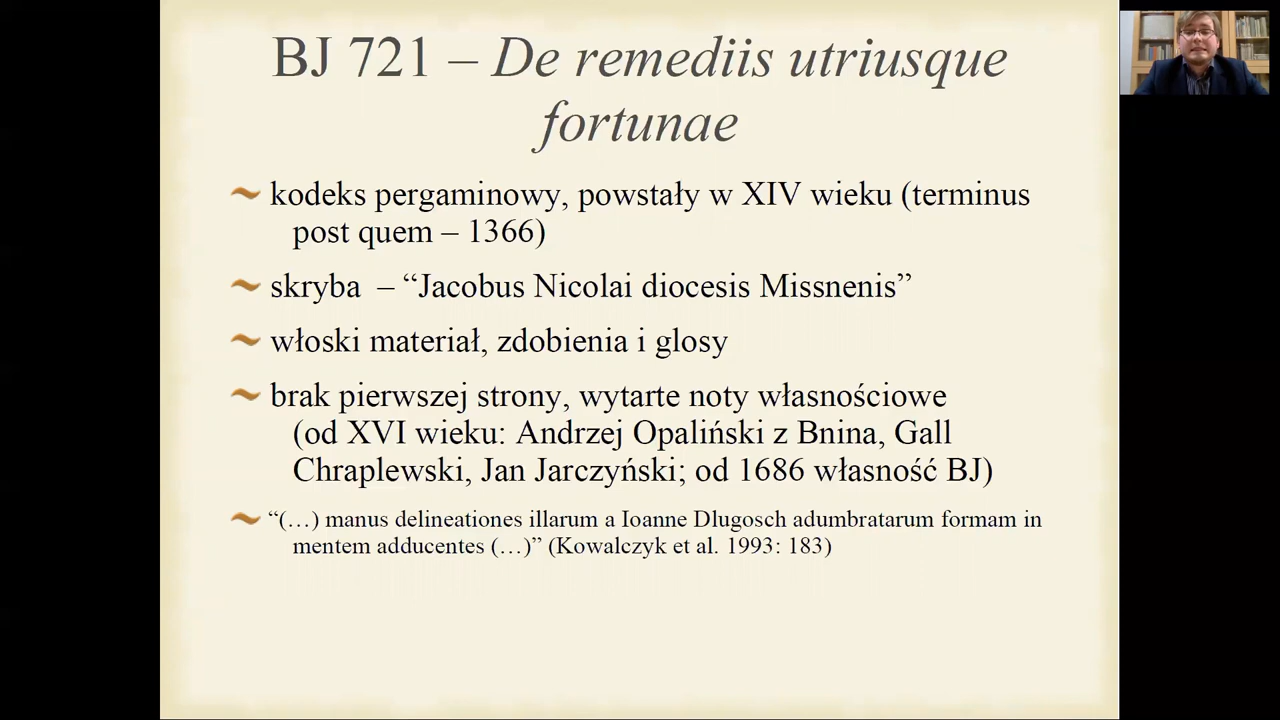 BJ 721 – De remediis utriusque
fortunae
kodeks pergaminowy, powstały w XIV wieku (terminus
post quem – 1366)
skryba – “Jacobus Nicolai diocesis Missnenis”
włoski materiał, zdobienia i glosy
brak pierwszej strony, wytarte noty własnościowe
(od XVI wieku: Andrzej Opaliński z Bnina, Gall
Chraplewski, Jan Jarczyński; od 1686 własność BJ)
“(…) manus delineationes illarum a Ioanne Dlugosch adumbratarum formam in
mentem adducentes (…)” (Kowalczyk et al. 1993: 183)